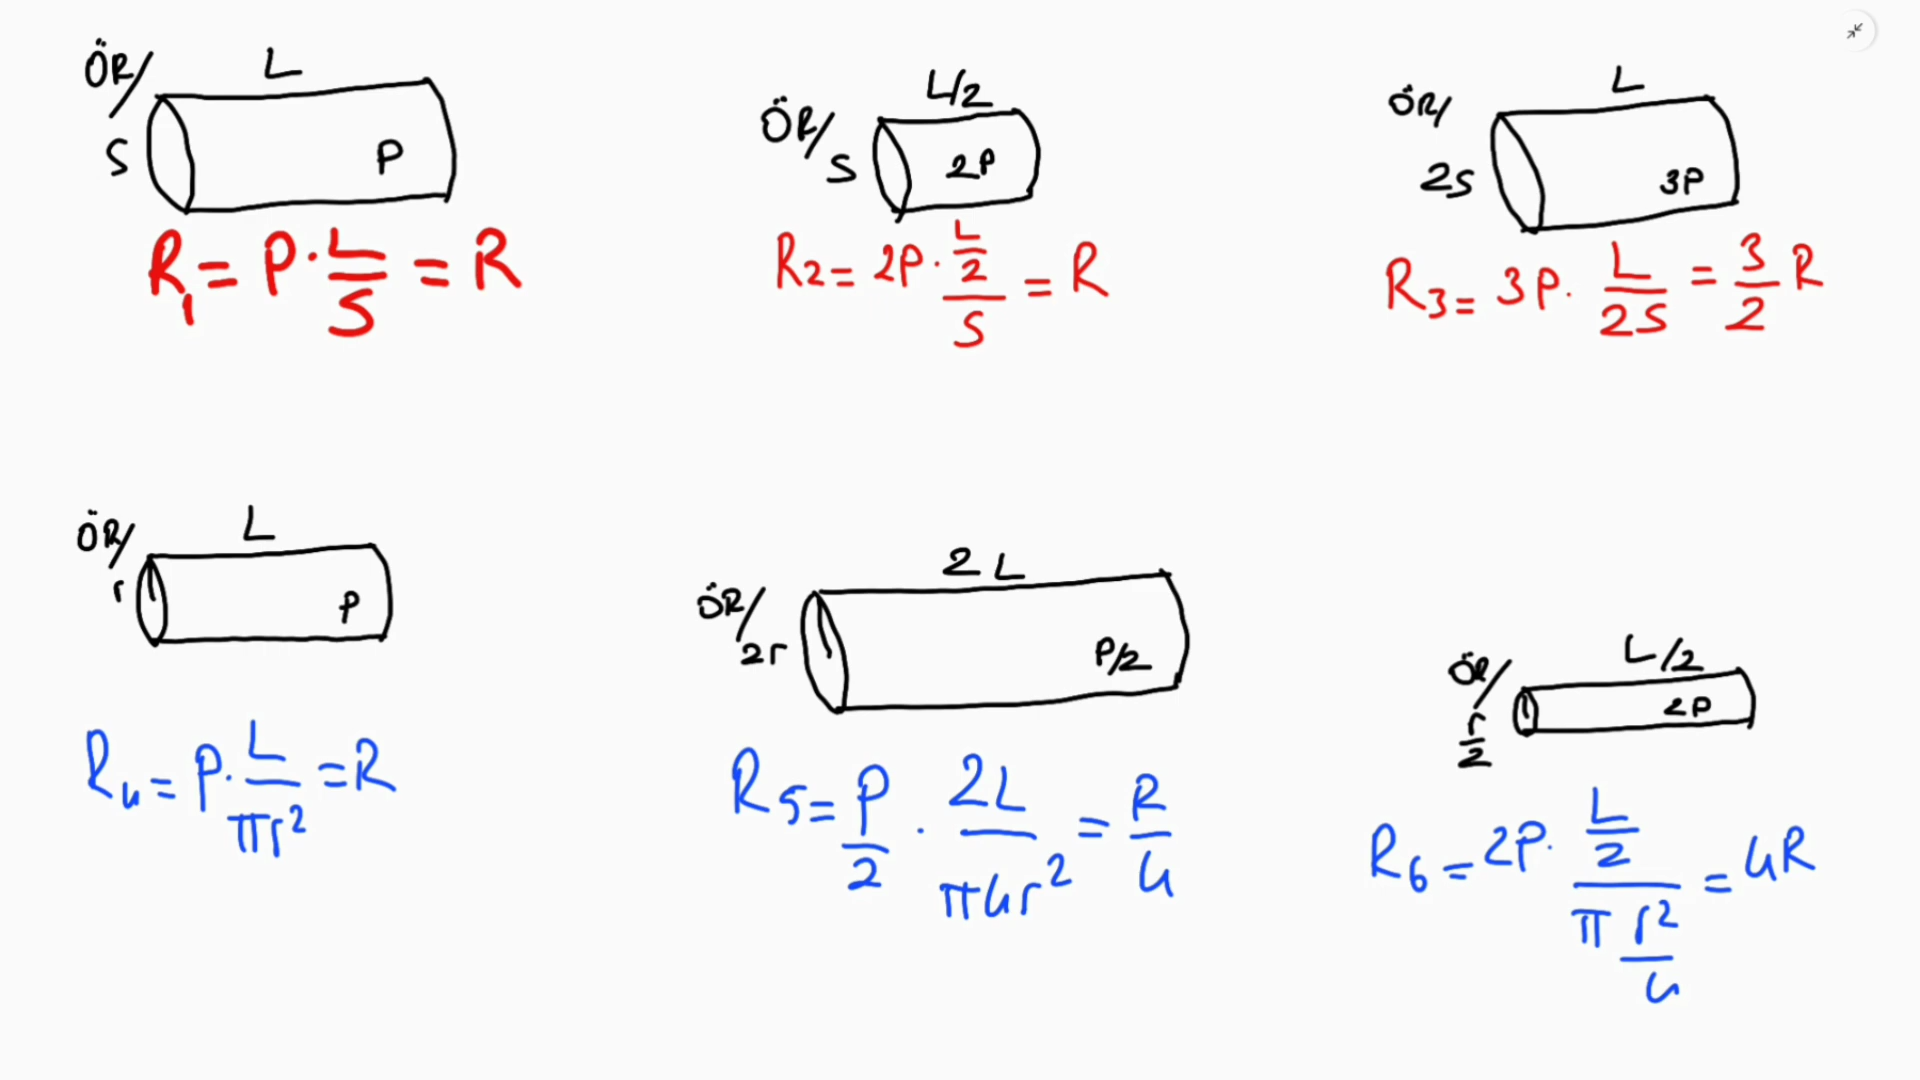 ÖR/
L
S
P
R₁ = P · L/S = R
ÖR/
L/2
S
2P
R2 = 2P · (L/2)/S = R
ÖR/
L
2S
3P
R3 = 3P · L/2S = 3/2 R
ÖR/
L
r
P
R4 = P · L/πr² = R
ÖR/
2L
2r
P/2
R5 = P/2 · 2L/π4r² = R/4
ÖR/
L/2
r/2
2P
R6 = 2P · (L/2)/(π r²/4) = 4R